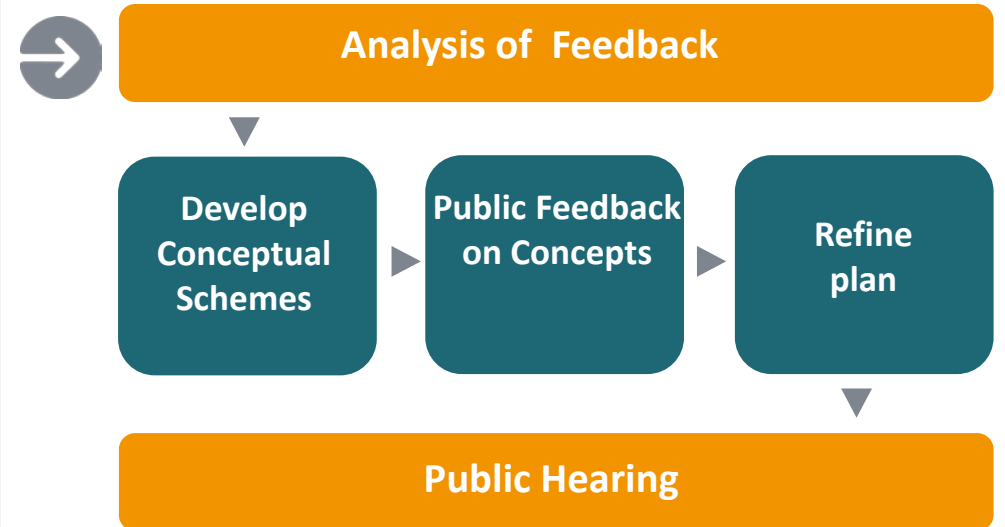 Analysis of  Feedback
Develop
Conceptual
Schemes
Public Feedback
on Concepts
Refine
plan
Public Hearing